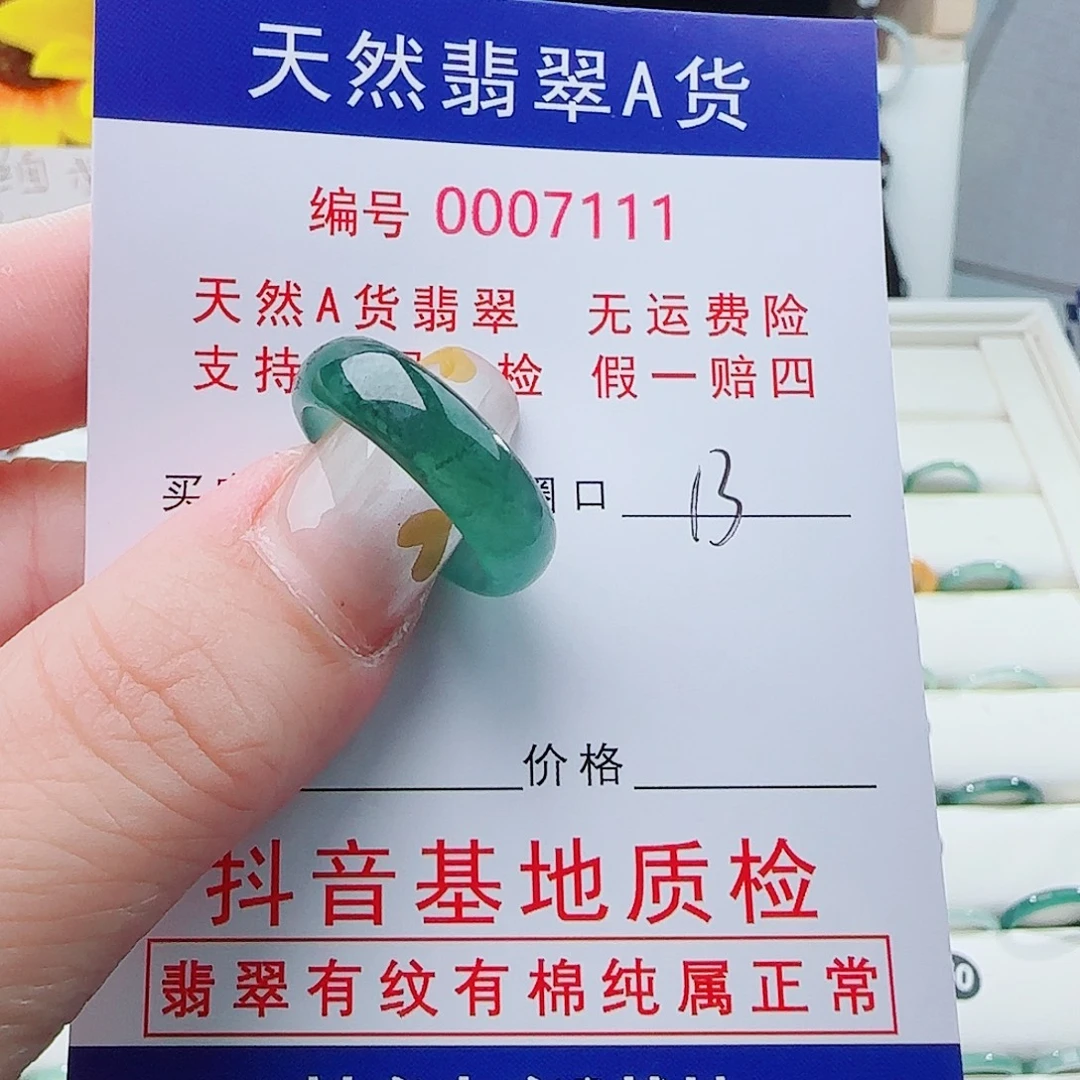 天然翡翠A货
编号 0007111
天然A货翡翠 无运费险
支持 检 假一赔四
买 圈口 13
价格
抖音基地质检
翡翠有纹有棉纯属正常